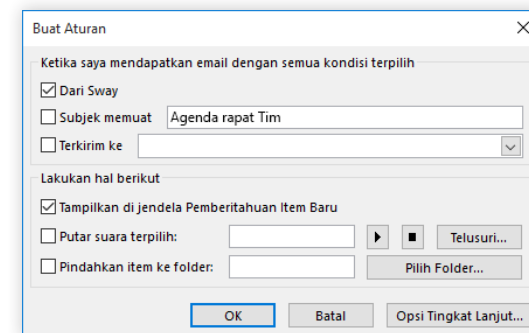 Buat Aturan
Ketika saya mendapatkan email dengan semua kondisi terpilih
Dari Sway
Subjek memuat Agenda rapat Tim
Terkirim ke
Lakukan hal berikut
Tampilkan di jendela Pemberitahuan Item Baru
Putar suara terpilih: Telusuri...
Pindahkan item ke folder: Pilih Folder...
OK Batal Opsi Tingkat Lanjut...